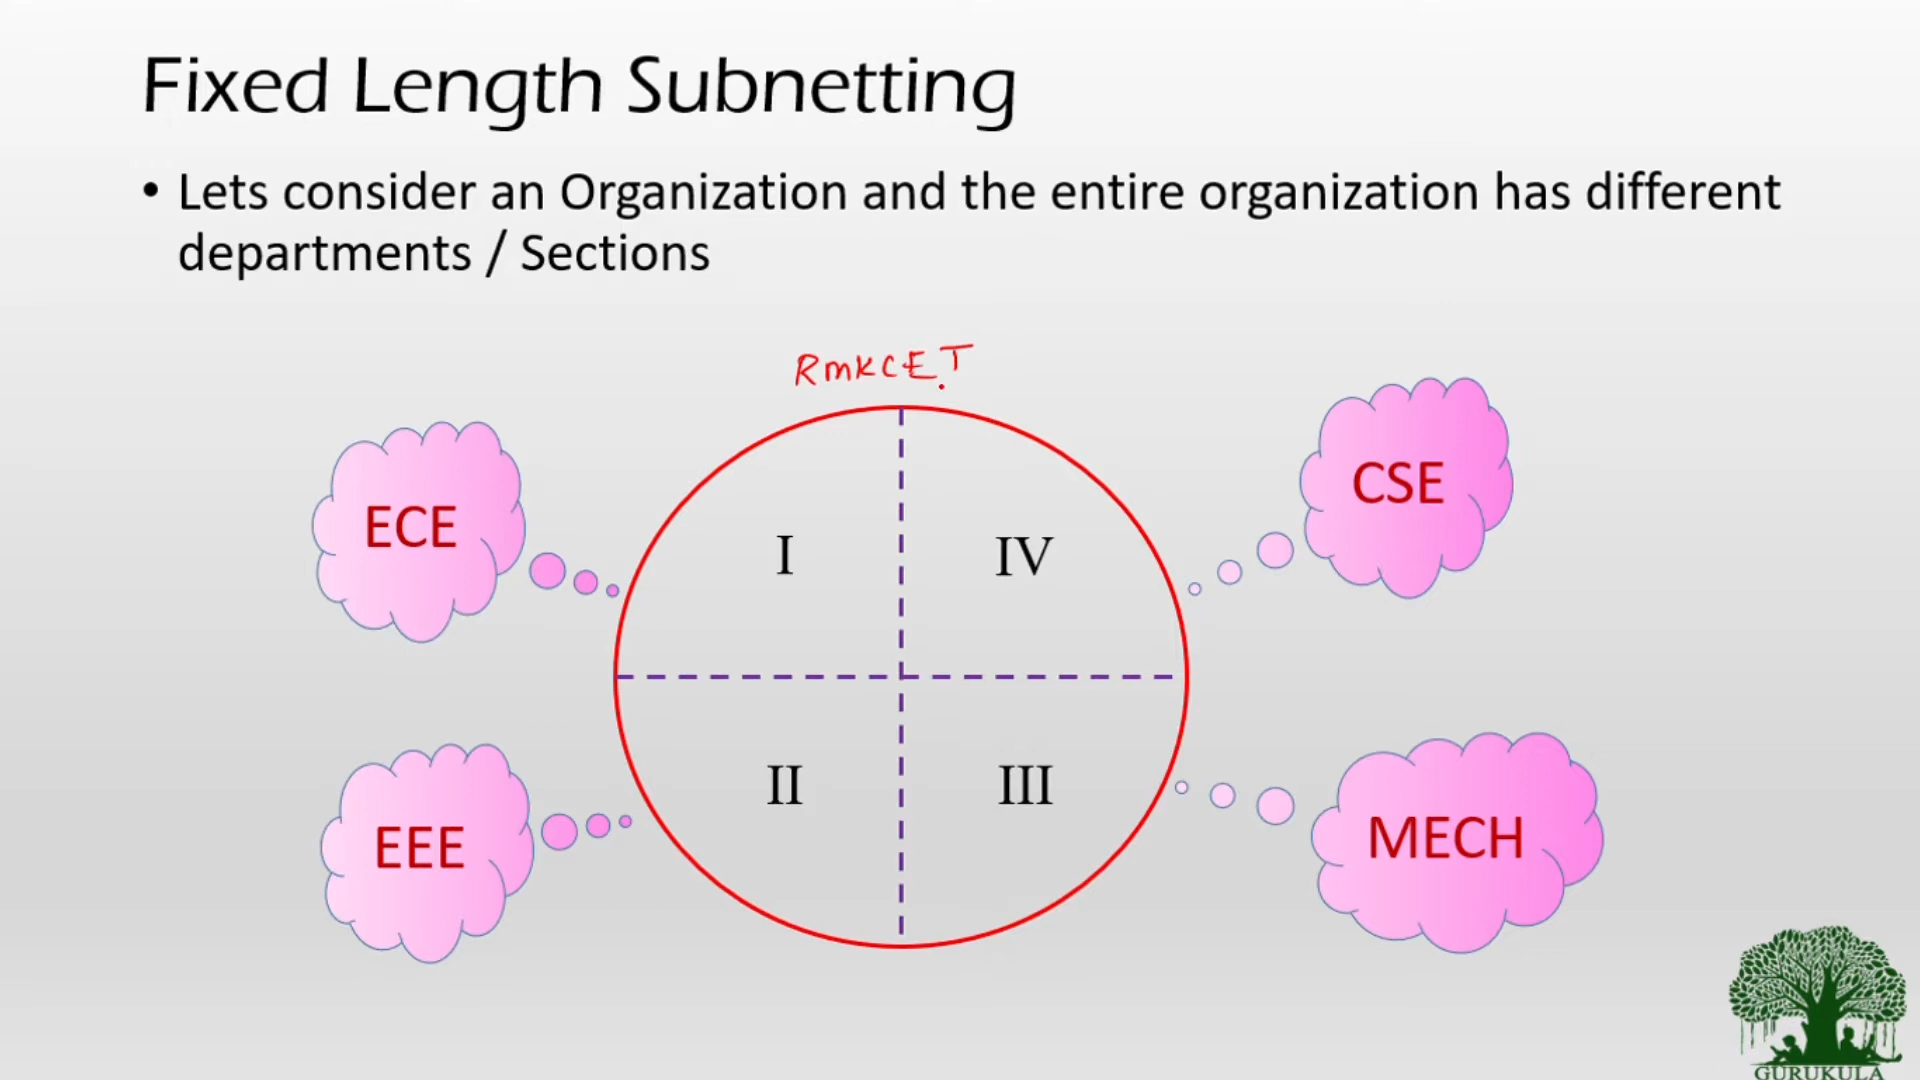 Fixed Length Subnetting
• Lets consider an Organization and the entire organization has different
departments / Sections
RMKCET
ECE
CSE
I
IV
II
III
EEE
MECH
GURUKULA